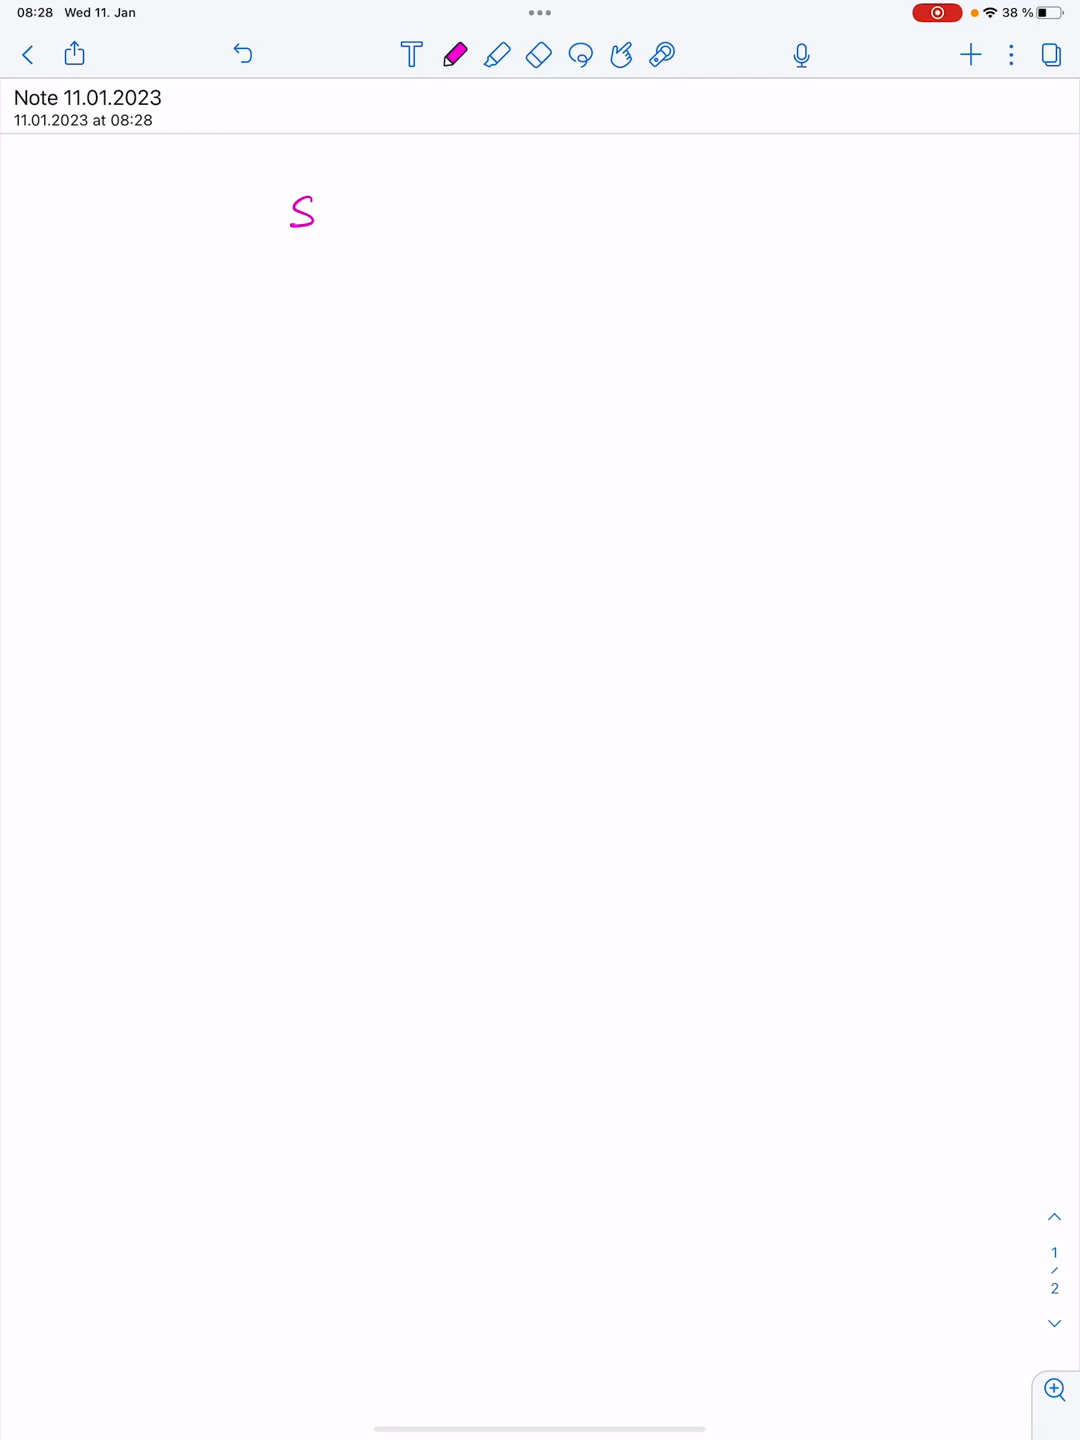 08:28 Wed 11. Jan
38 %
T
Note 11.01.2023
11.01.2023 at 08:28
S
1
/
2